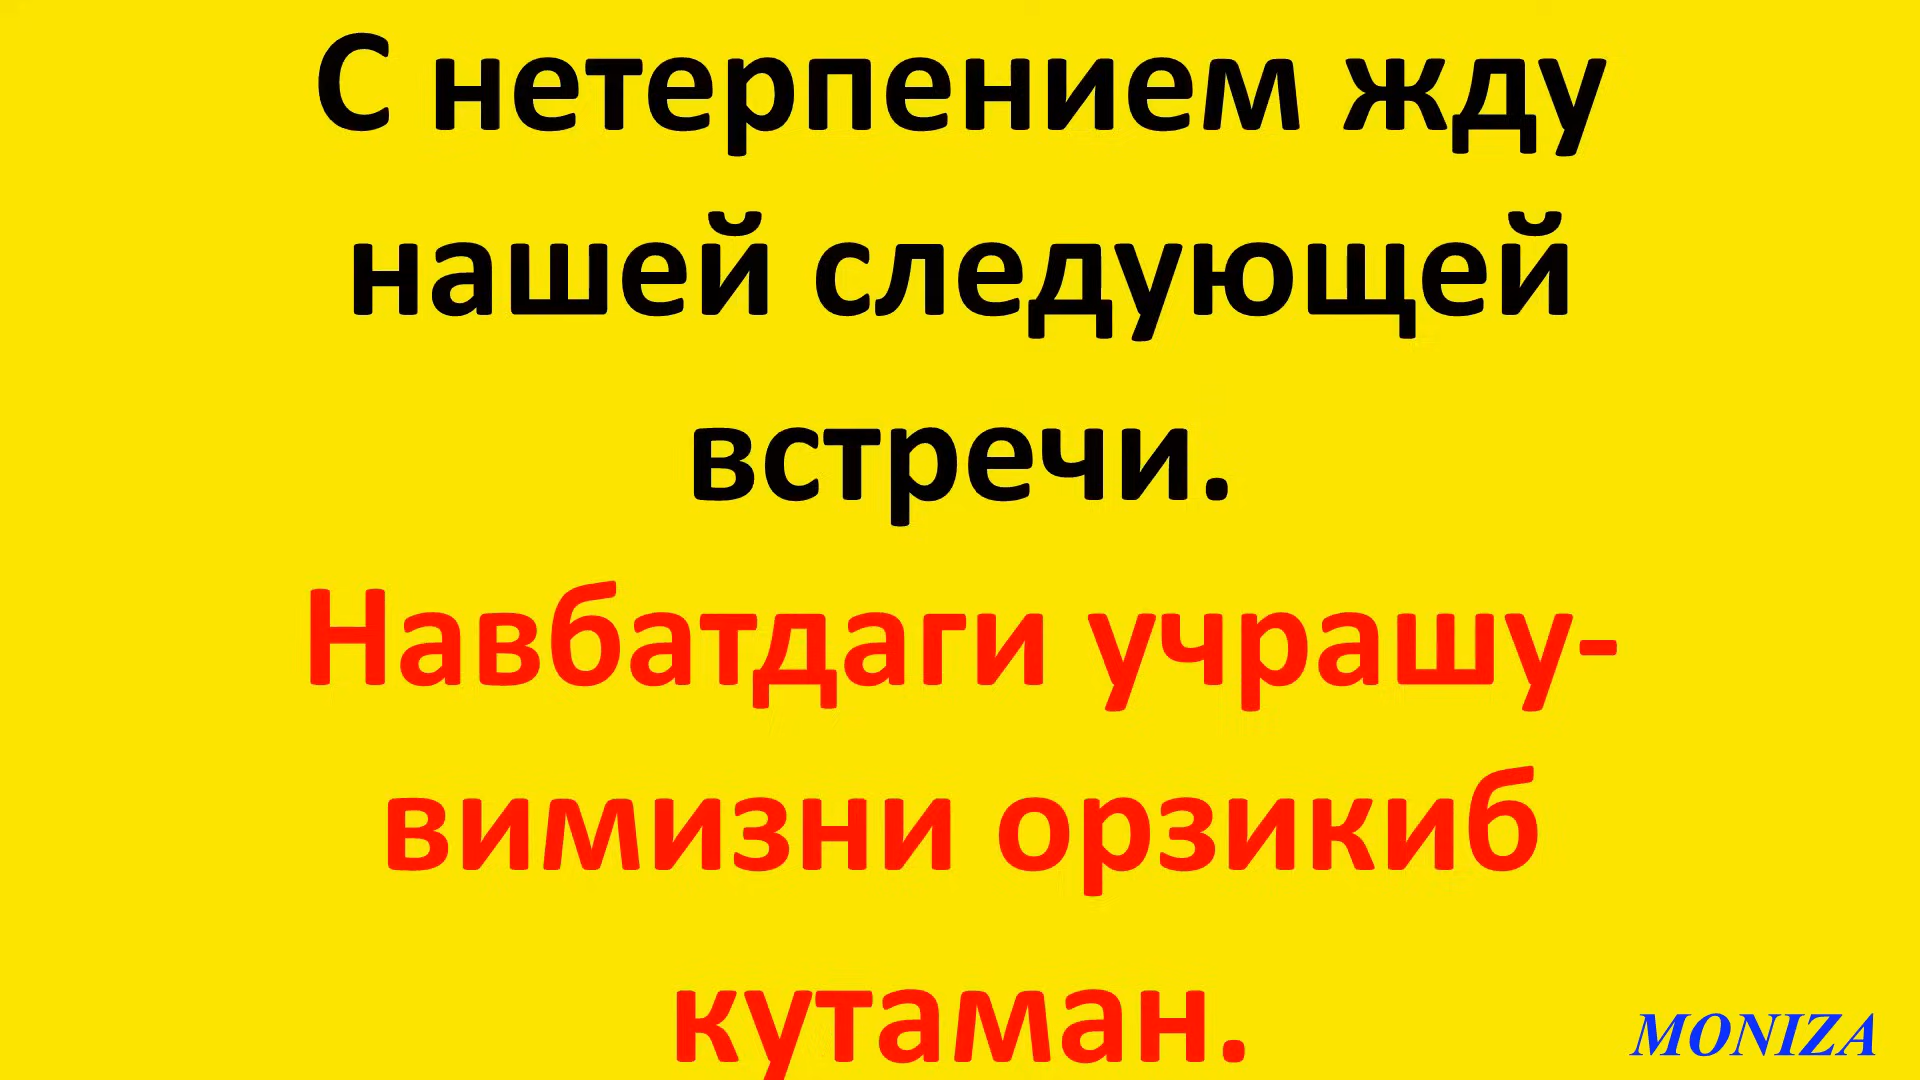 С нетерпением жду
нашей следующей
встречи.
Навбатдаги учрашу-
вимизни орзикиб
кутаман.
MONIZA